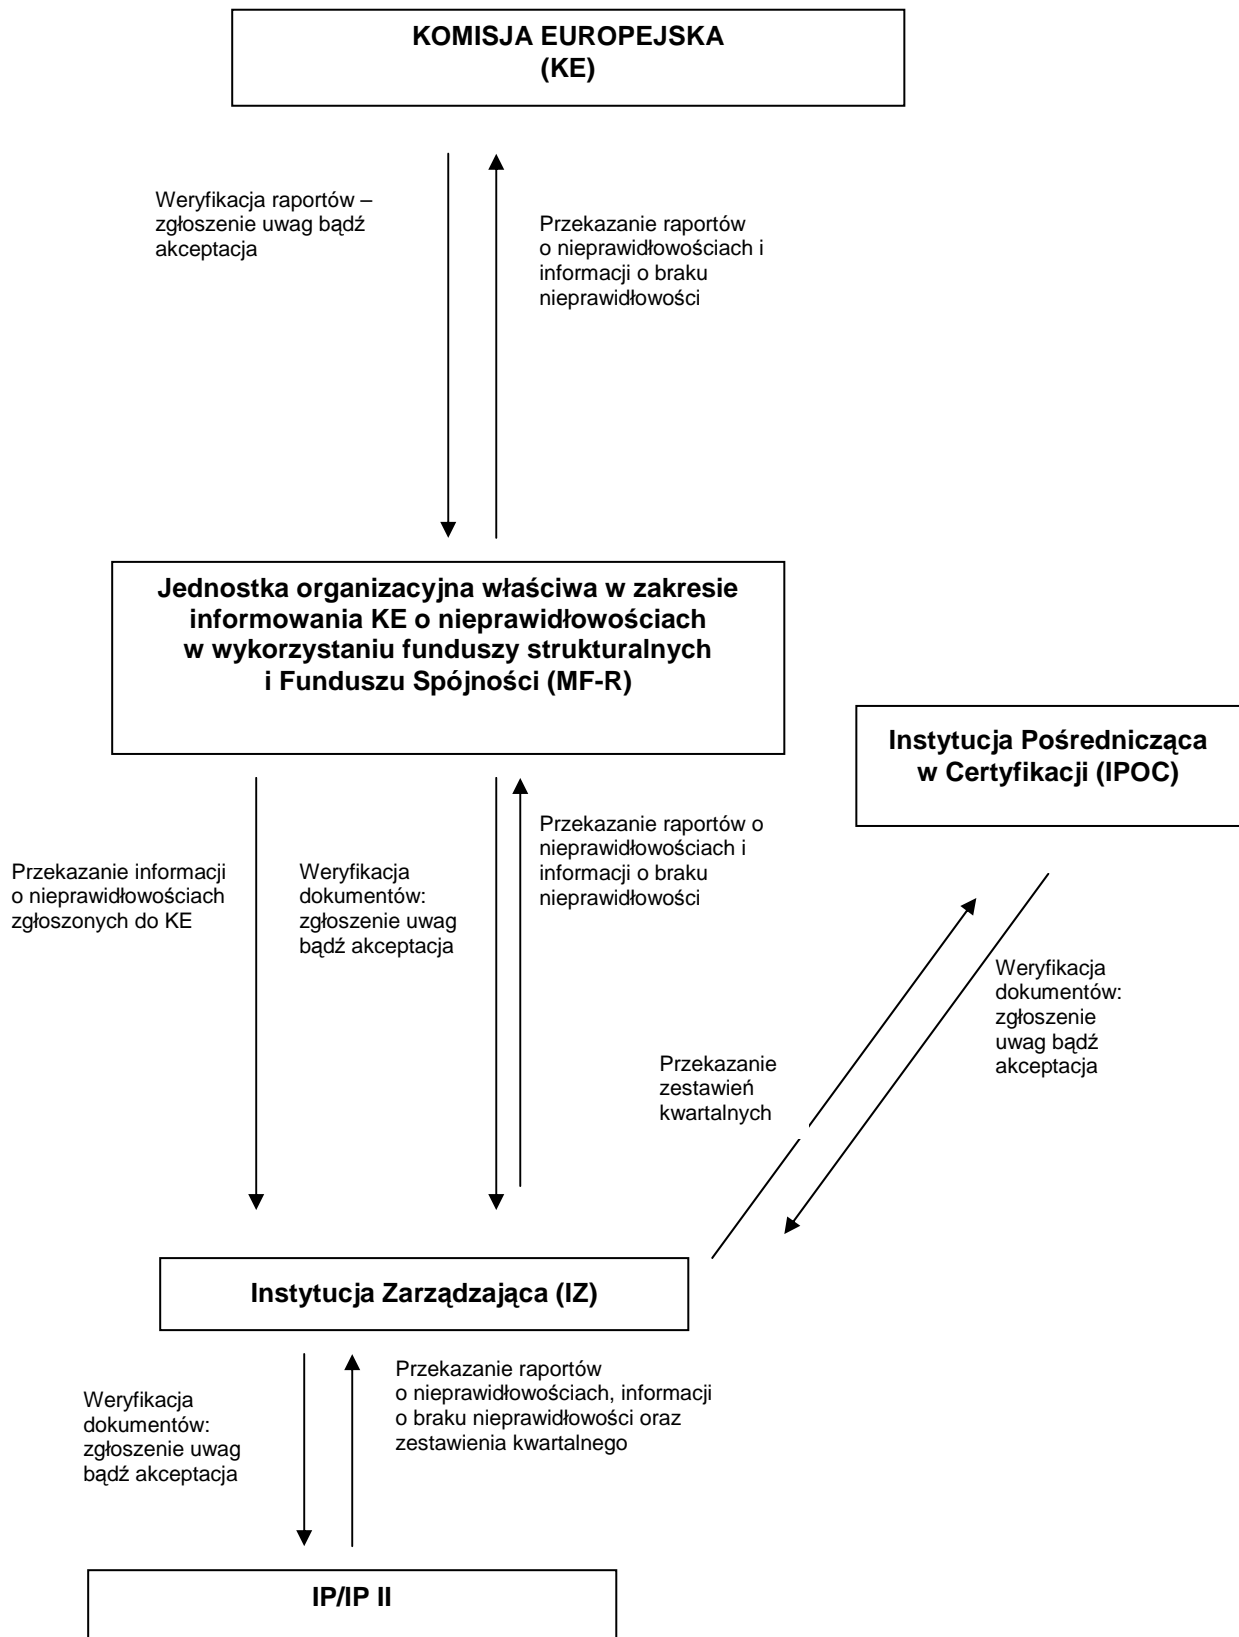 KOMISJA EUROPEJSKA
(KE)
Weryfikacja raportów –
zgłoszenie uwag bądź
akceptacja
Przekazanie raportów
o nieprawidłowościach i
informacji o braku
nieprawidłowości
Jednostka organizacyjna właściwa w zakresie
informowania KE o nieprawidłowościach
w wykorzystaniu funduszy strukturalnych
i Funduszu Spójności (MF-R)
Instytucja Pośrednicząca
w Certyfikacji (IPOC)
Przekazanie informacji
o nieprawidłowościach
zgłoszonych do KE
Weryfikacja
dokumentów:
zgłoszenie uwag
bądź akceptacja
Przekazanie raportów o
nieprawidłowościach i
informacji o braku
nieprawidłowości
Weryfikacja
dokumentów:
zgłoszenie
uwag bądź
akceptacja
Przekazanie
zestawień
kwartalnych
Instytucja Zarządzająca (IZ)
Weryfikacja
dokumentów:
zgłoszenie uwag
bądź akceptacja
Przekazanie raportów
o nieprawidłowościach, informacji
o braku nieprawidłowości oraz
zestawienia kwartalnego
IP/IP II